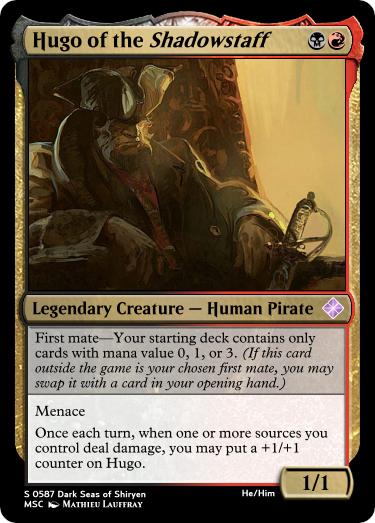 Hugo of the Shadowstaff
Legendary Creature — Human Pirate
First mate—Your starting deck contains only
cards with mana value 0, 1, or 3. (If this card
outside the game is your chosen first mate, you may
swap it with a card in your opening hand.)
Menace
Once each turn, when one or more sources you
control deal damage, you may put a +1/+1
counter on Hugo.
1/1
S 0587 Dark Seas of Shiryen
He/Him
MSC Mathieu Lauffray